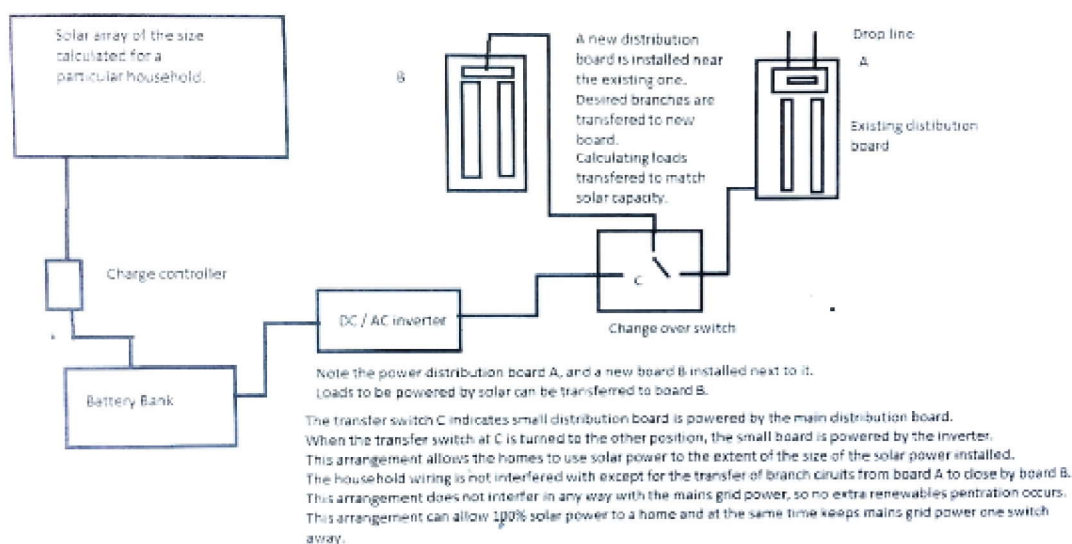 Solar array of the size
calculated for a
particular household.
B
A new distribution
board is installed near
the existing one.
Desired branches are
transfered to new
board.
Calculating loads
transfered to match
solar capacity.
Drop line
A
Existing distibution
board
Charge controller
C
DC / AC inverter
Change over switch
Battery Bank
Note the power distribution board A, and a new board B installed next to it.
Loads to be powered by solar can be transferred to board B.
The transfer switch C indicates small distribution board is powered by the main distribution board.
When the transfer switch at C is turned to the other position, the small board is powered by the inverter.
This arrangement allows the homes to use solar power to the extent of the size of the solar power installed.
The household wiring is not interfered with except for the transfer of branch ciruits from board A to close by board B.
This arrangement does not interfer in any way with the mains grid power, so no extra renewables pentration occurs.
This arrangement can allow 100% solar power to a home and at the same time keeps mains grid power one switch
away.